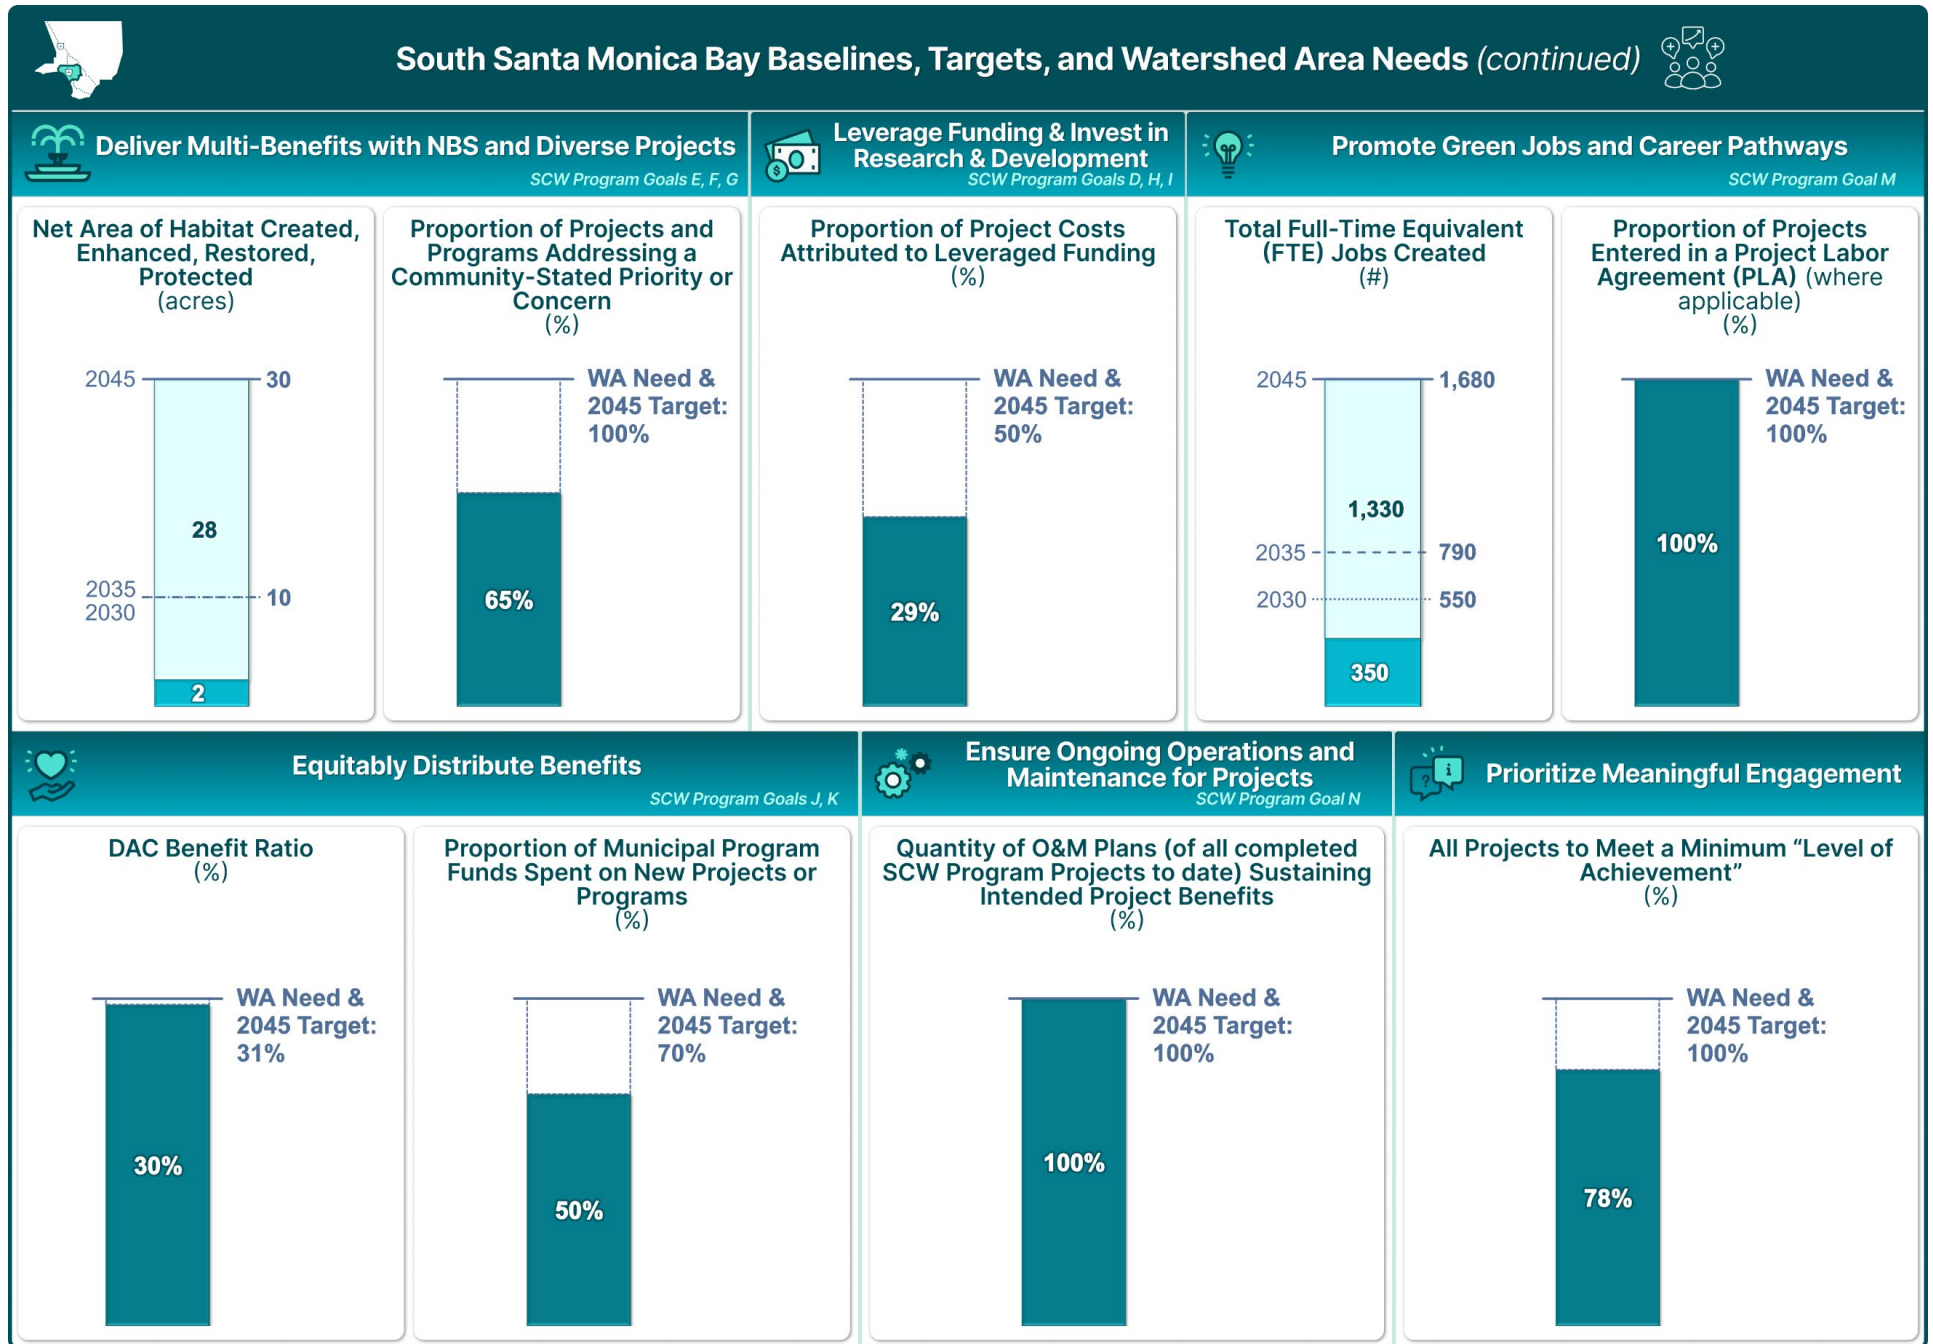 South Santa Monica Bay Baselines, Targets, and Watershed Area Needs (continued)
Deliver Multi-Benefits with NBS and Diverse Projects
SCW Program Goals E, F, G
Leverage Funding & Invest in
Research & Development
SCW Program Goals D, H, I
Promote Green Jobs and Career Pathways
SCW Program Goal M
Net Area of Habitat Created,
Enhanced, Restored,
Protected
(acres)
2045
30
28
2035
2030
10
2
Proportion of Projects and
Programs Addressing a
Community-Stated Priority or
Concern
(%)
WA Need &
2045 Target:
100%
65%
Proportion of Project Costs
Attributed to Leveraged Funding
(%)
WA Need &
2045 Target:
50%
29%
Total Full-Time Equivalent
(FTE) Jobs Created
(#)
2045
1,680
1,330
2035
790
2030
550
350
Proportion of Projects
Entered in a Project Labor
Agreement (PLA) (where
applicable)
(%)
WA Need &
2045 Target:
100%
100%
Equitably Distribute Benefits
SCW Program Goals J, K
Ensure Ongoing Operations and
Maintenance for Projects
SCW Program Goal N
? i
Prioritize Meaningful Engagement
DAC Benefit Ratio
(%)
WA Need &
2045 Target:
31%
30%
Proportion of Municipal Program
Funds Spent on New Projects or
Programs
(%)
WA Need &
2045 Target:
70%
50%
Quantity of O&M Plans (of all completed
SCW Program Projects to date) Sustaining
Intended Project Benefits
(%)
WA Need &
2045 Target:
100%
100%
All Projects to Meet a Minimum “Level of
Achievement”
(%)
WA Need &
2045 Target:
100%
78%